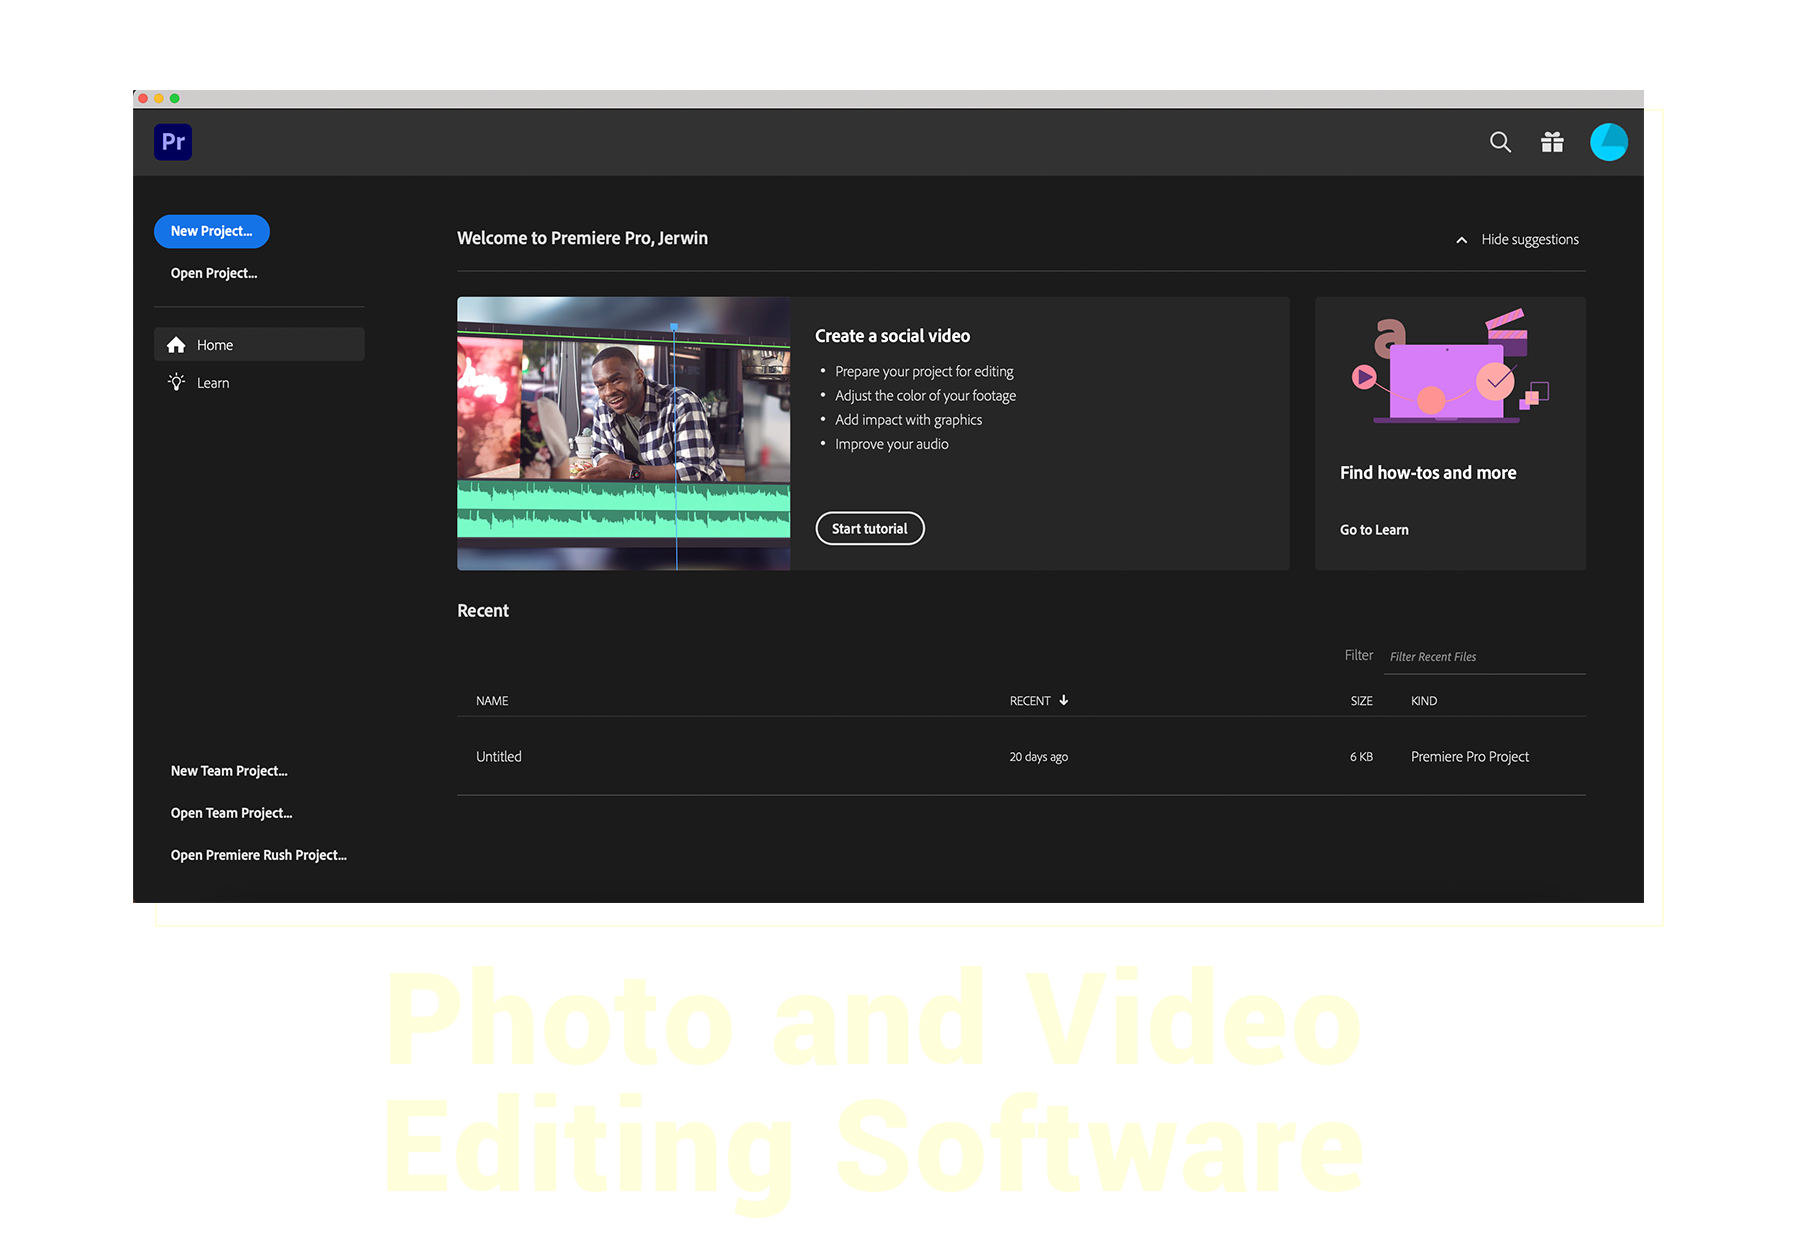 Pr
New Project...
Open Project...
Home
Learn
New Team Project...
Open Team Project...
Open Premiere Rush Project...
Welcome to Premiere Pro, Jerwin
Hide suggestions
Create a social video
• Prepare your project for editing
• Adjust the color of your footage
• Add impact with graphics
• Improve your audio
Start tutorial
a
Find how-tos and more
Go to Learn
Recent
Filter Filter Recent Files
NAME RECENT SIZE KIND
Untitled 20 days ago 6 KB Premiere Pro Project
Photo and Video
Editing Software